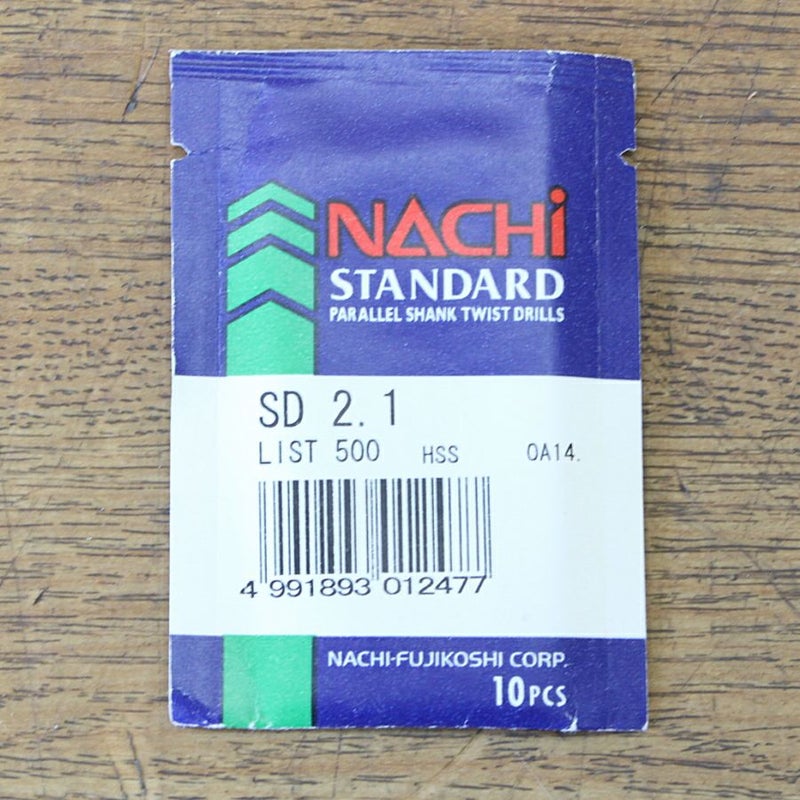 NACHi
STANDARD
PARALLEL SHANK TWIST DRILLS
SD 2.1
LIST 500 HSS 0A14.
4 991893 012477
NACHI-FUJIKOSHI CORP.
10PCS